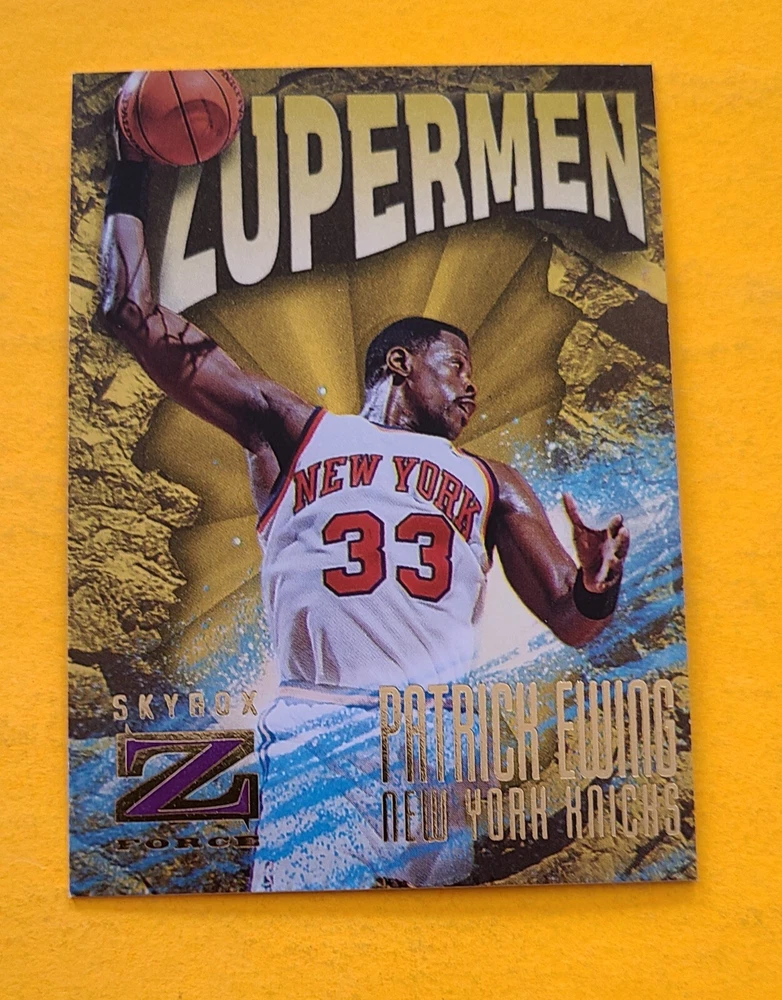 ZUPERMEN
NEW YORK
33
SKYBOX
Z
FORCE
PATRICK EWING
NEW YORK KNICKS